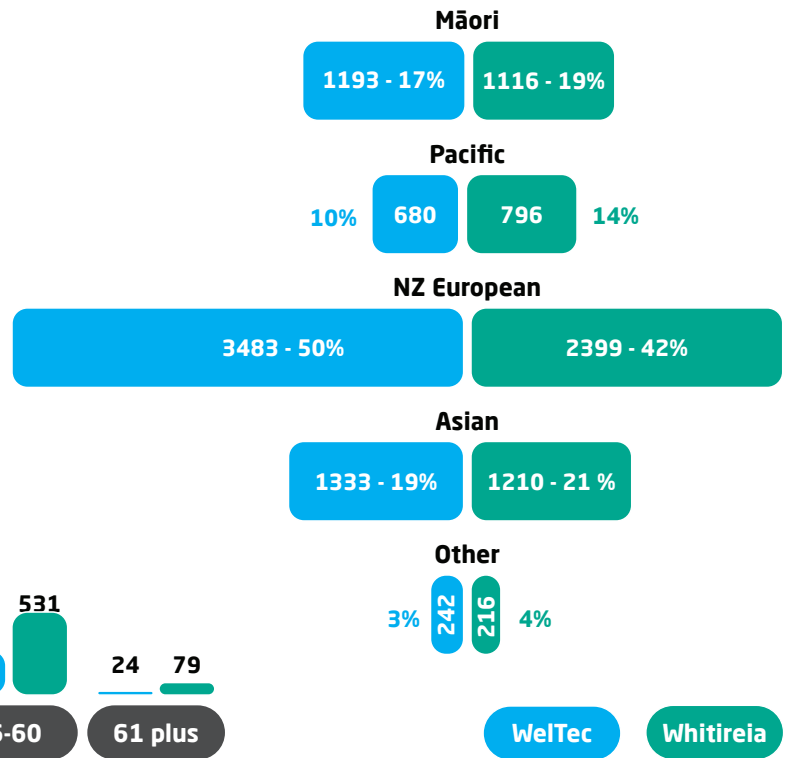 Māori
1193 - 17% 1116 - 19%
Pacific
10% 680 796 14%
NZ European
3483 - 50% 2399 - 42%
Asian
1333 - 19% 1210 - 21 %
Other
3% 242 216 4%
531
24 79
-60 61 plus
WelTec Whitireia